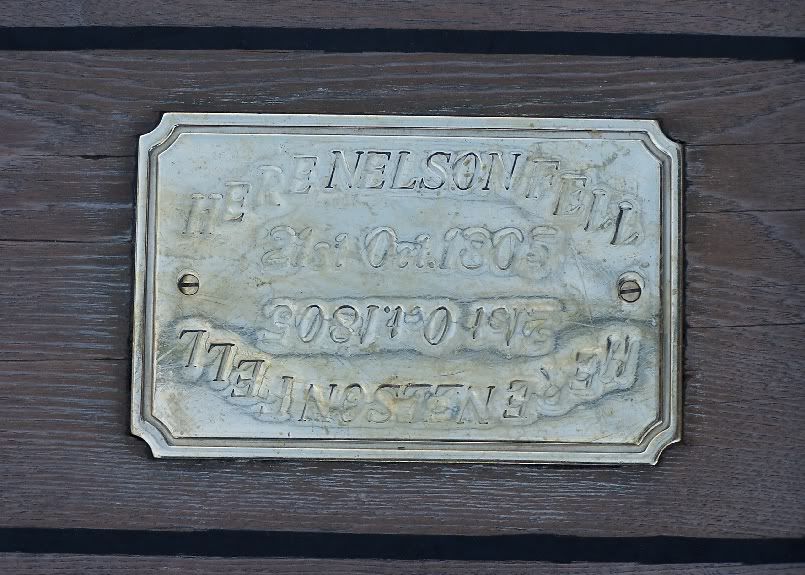 HERE NELSON FELL
21st Oct. 1805
21st Oct. 1805
HERE NELSON FELL